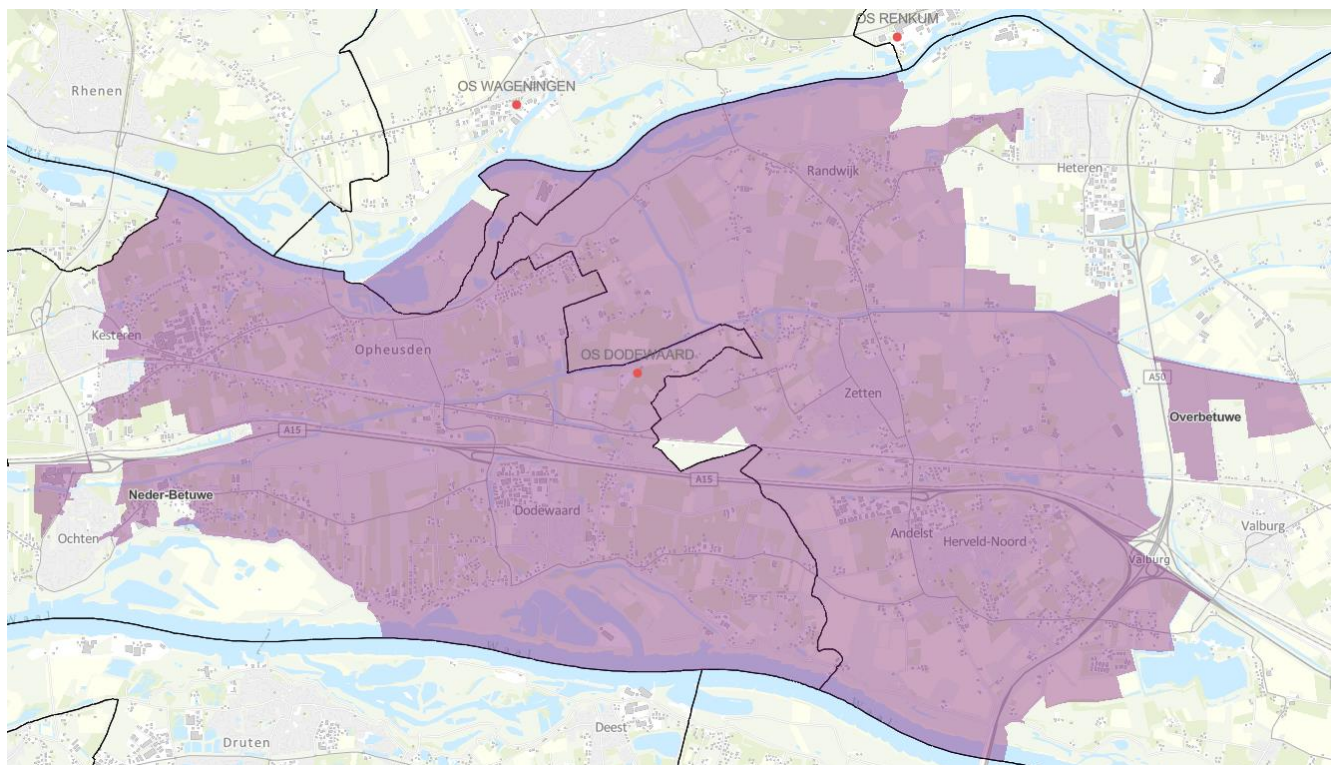 OS RENKUM
OS WAGENINGEN
Rhenen
Heteren
Randwijk
Kesteren
Opheusden
OS DODEWAARD
A50
Zetten
Overbetuwe
A15
A15
Neder-Betuwe
Dodewaard
Ochten
Andelst
Herveld-Noord
Valburg
Valburg
Waal
Deest
Druten